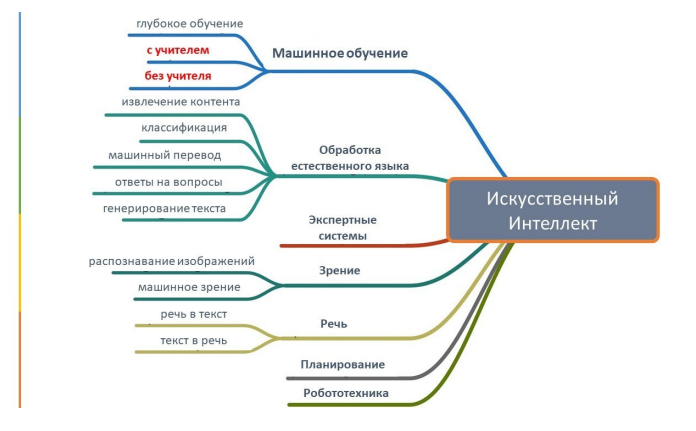 глубокое обучение
с учителем
без учителя
Машинное обучение
извлечение контента
классификация
машинный перевод
ответы на вопросы
генерирование текста
Обработка
естественного языка
Экспертные
системы
распознавание изображений
машинное зрение
Зрение
речь в текст
текст в речь
Речь
Планирование
Робототехника
Искусственный
Интеллект